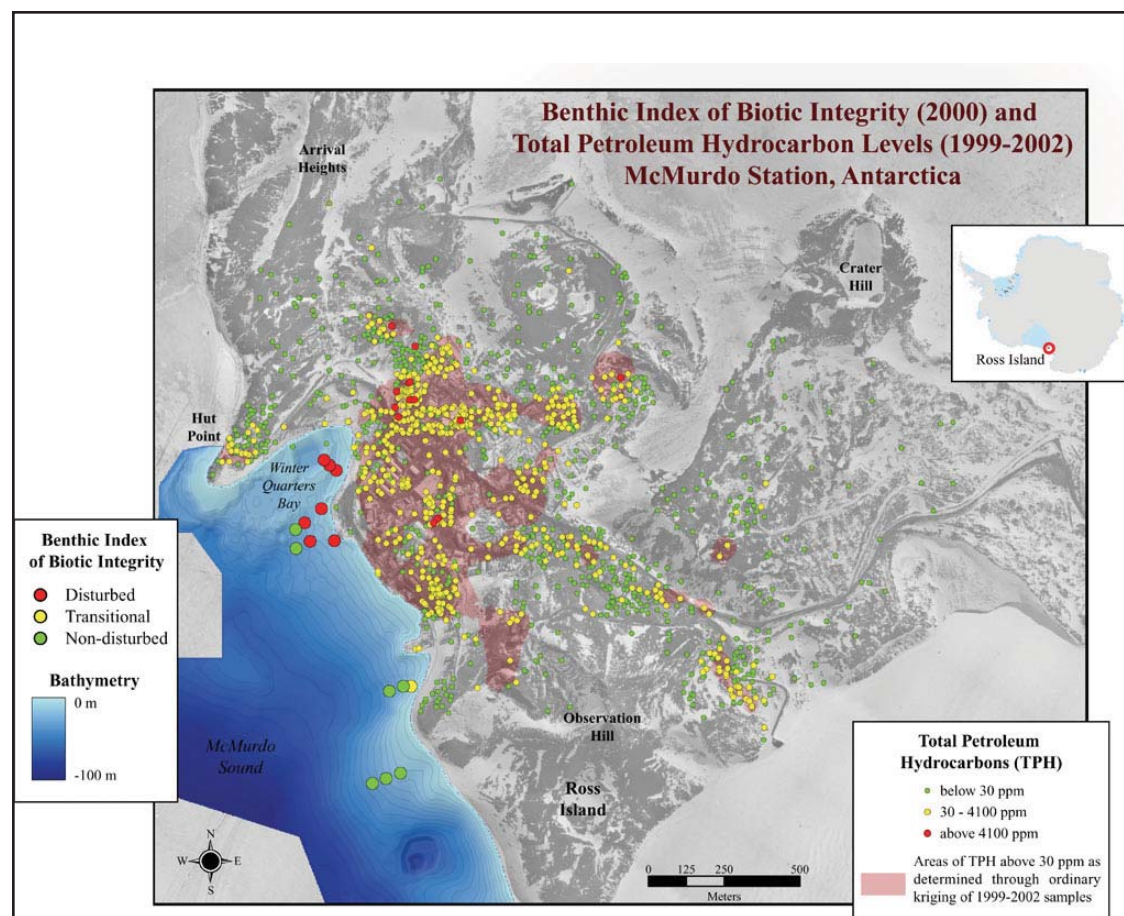 Benthic Index of Biotic Integrity (2000) and
Total Petroleum Hydrocarbon Levels (1999-2002)
McMurdo Station, Antarctica
Arrival
Heights
Crater
Hill
Ross Island
Hut
Point
Winter
Quarters
Bay
Benthic Index
of Biotic Integrity
Disturbed
Transitional
Non-disturbed
Bathymetry
0 m
-100 m
McMurdo
Sound
Observation
Hill
Ross
Island
N
W E
S
0 125 250 500
Meters
Total Petroleum
Hydrocarbons (TPH)
below 30 ppm
30 - 4100 ppm
above 4100 ppm
Areas of TPH above 30 ppm as
determined through ordinary
kriging of 1999-2002 samples